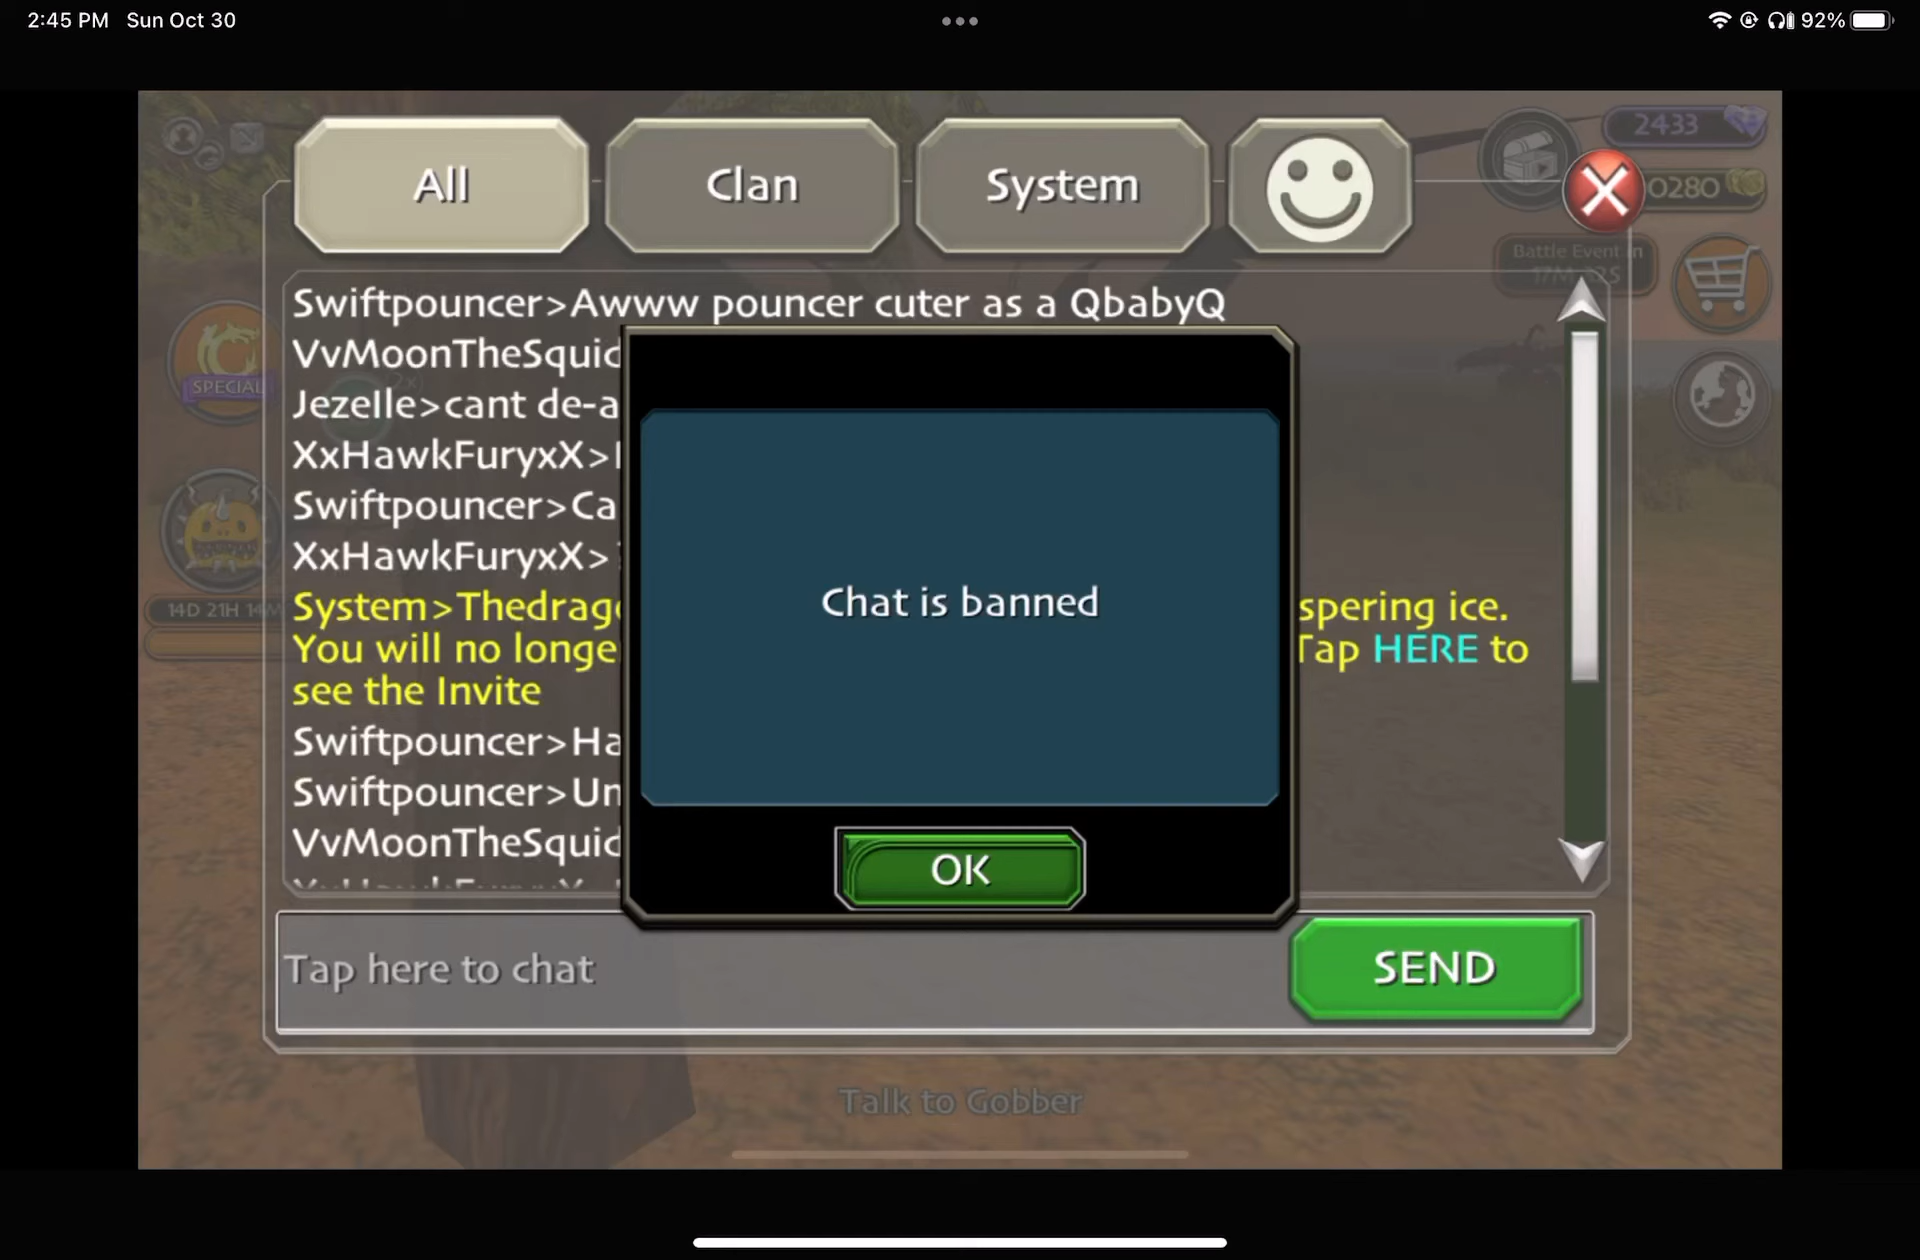 2:45 PM Sun Oct 30
92%
All
Clan
System
2433
0280
Battle Event in
Swiftpouncer>Awww pouncer cuter as a QbabyQ
VvMoonTheSquid
Jezelle>cant de-a
SPECIAL
XxHawkFuryxX>
Swiftpouncer>Ca
XxHawkFuryxX>
Chat is banned
14D 21H 14M
System>Thedrag spering ice.
You will no longe Tap HERE to
see the Invite
Swiftpouncer>Ha
Swiftpouncer>Un
VvMoonTheSquid
OK
Tap here to chat
SEND
Talk to Gobber